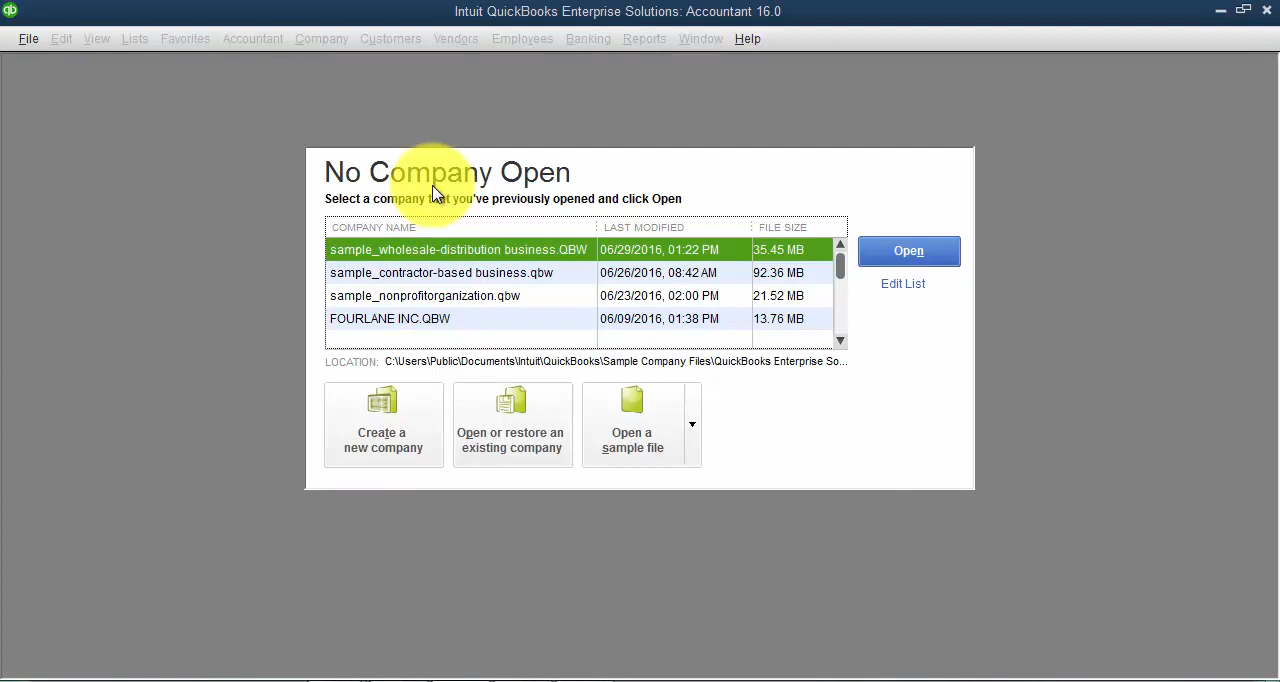 qb Intuit QuickBooks Enterprise Solutions: Accountant 16.0
File Edit View Lists Favorites Accountant Company Customers Vendors Employees Banking Reports Window Help
No Company Open
Select a company that you've previously opened and click Open
COMPANY NAME LAST MODIFIED FILE SIZE
sample_wholesale-distribution business.QBW 06/29/2016, 01:22 PM 35.45 MB
sample_contractor-based business.qbw 06/26/2016, 08:42 AM 92.36 MB
sample_nonprofitorganization.qbw 06/23/2016, 02:00 PM 21.52 MB
FOURLANE INC.QBW 06/09/2016, 01:38 PM 13.76 MB
Open
Edit List
LOCATION: C:\Users\Public\Documents\Intuit\QuickBooks\Sample Company Files\QuickBooks Enterprise So...
Create a
new company
Open or restore an
existing company
Open a
sample file